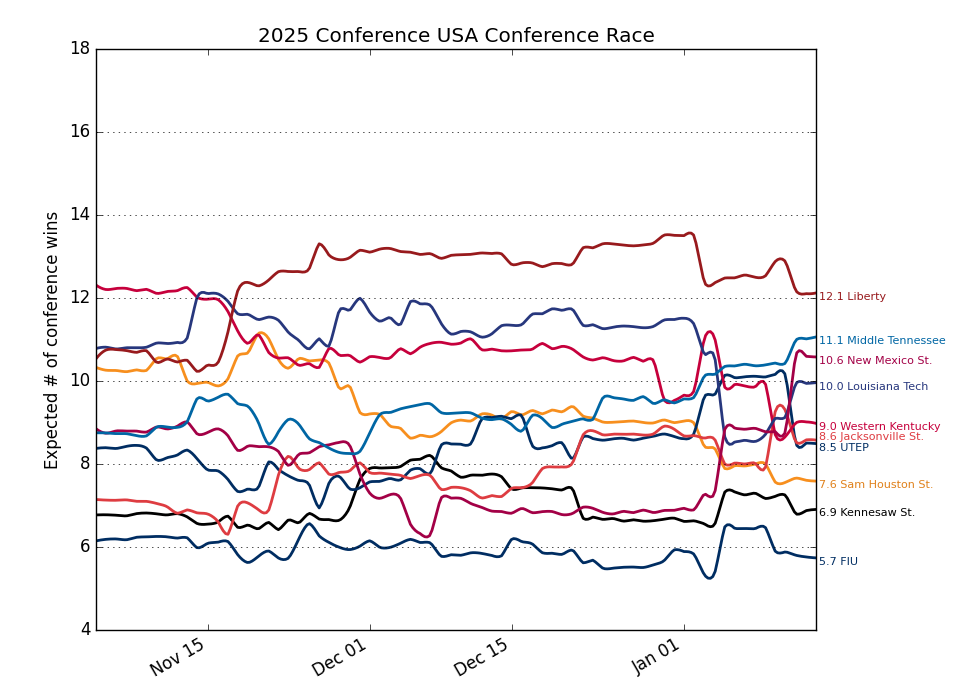 2025 Conference USA Conference Race
Expected # of conference wins
18
16
14
12
10
8
6
4
Nov 15
Dec 01
Dec 15
Jan 01
12.1 Liberty
11.1 Middle Tennessee
10.6 New Mexico St.
10.0 Louisiana Tech
9.0 Western Kentucky
8.6 Jacksonville St.
8.5 UTEP
7.6 Sam Houston St.
6.9 Kennesaw St.
5.7 FIU